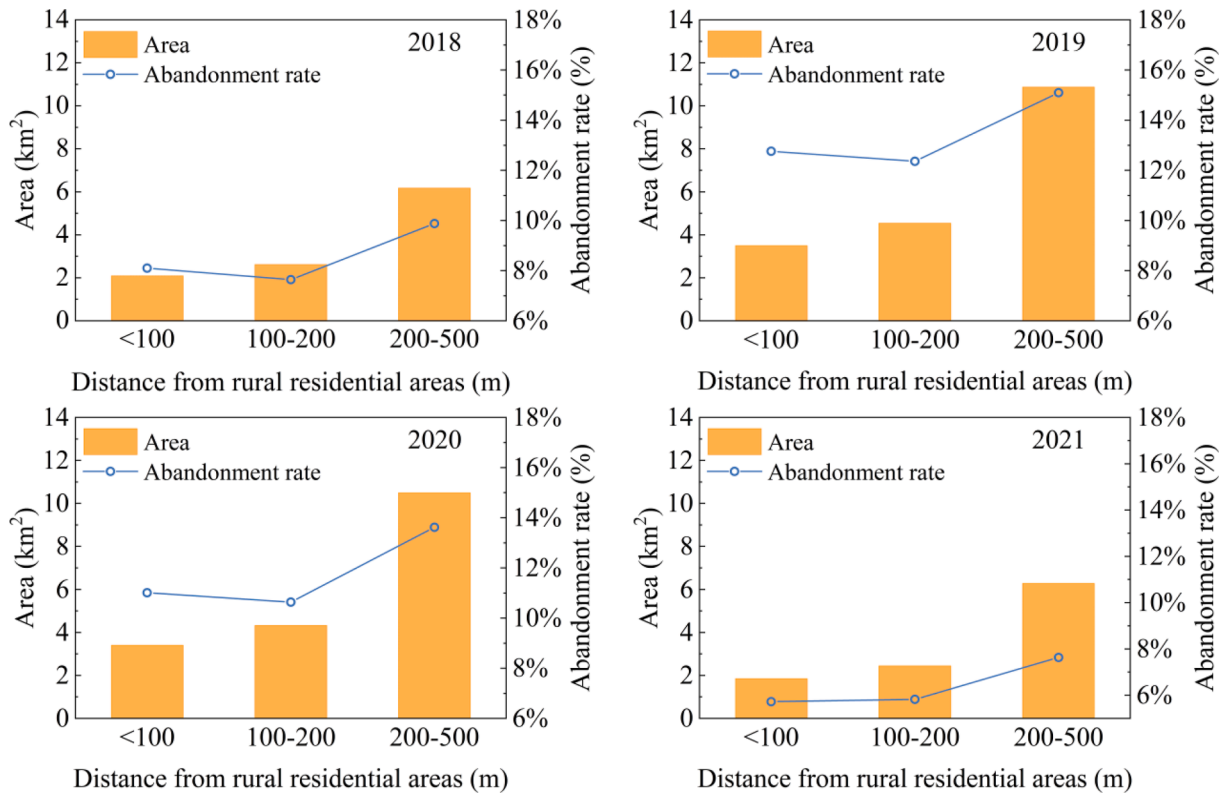 14
12
10
8
6
4
2
0
Area (km²)
Area
Abandonment rate
2018
18%
16%
14%
12%
10%
8%
6%
Abandonment rate (%)
<100 100-200 200-500
Distance from rural residential areas (m)
14
12
10
8
6
4
2
0
Area (km²)
Area
Abandonment rate
2019
18%
16%
14%
12%
10%
8%
6%
Abandonment rate (%)
<100 100-200 200-500
Distance from rural residential areas (m)
14
12
10
8
6
4
2
0
Area (km²)
Area
Abandonment rate
2020
18%
16%
14%
12%
10%
8%
6%
Abandonment rate (%)
<100 100-200 200-500
Distance from rural residential areas (m)
14
12
10
8
6
4
2
0
Area (km²)
Area
Abandonment rate
2021
18%
16%
14%
12%
10%
8%
6%
Abandonment rate (%)
<100 100-200 200-500
Distance from rural residential areas (m)